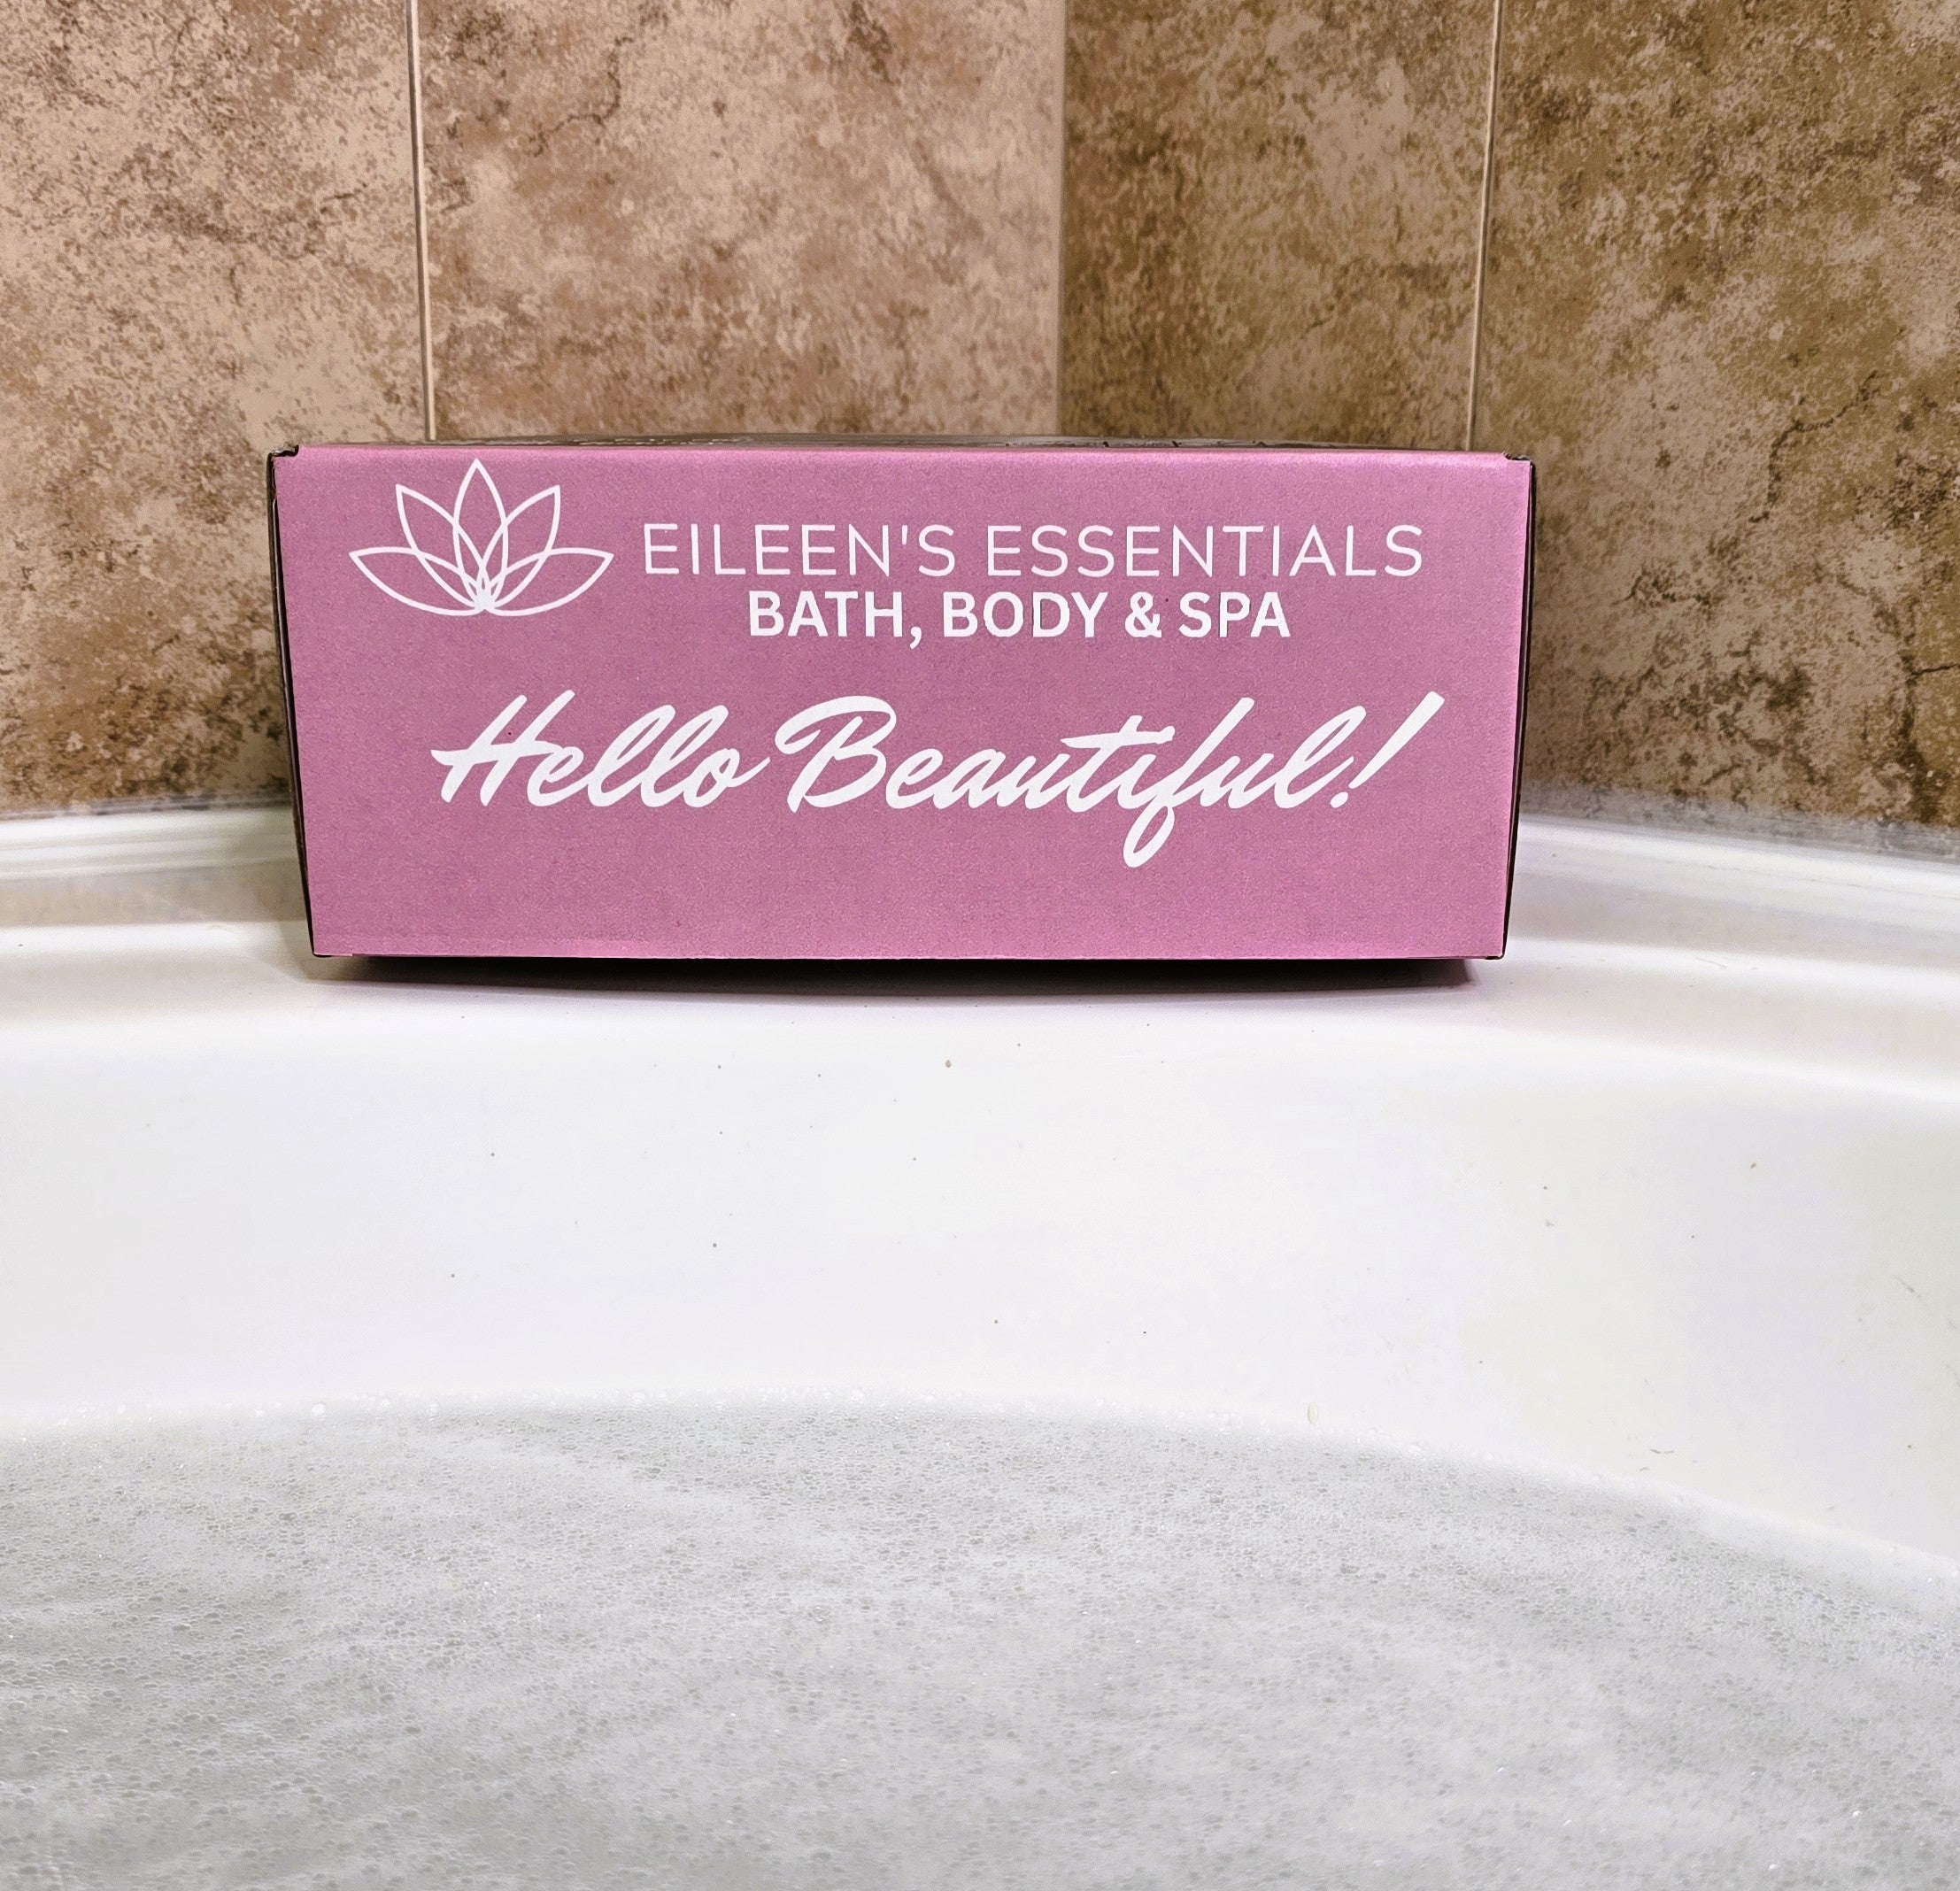 EILEEN'S ESSENTIALS
BATH, BODY & SPA
Hello Beautiful!